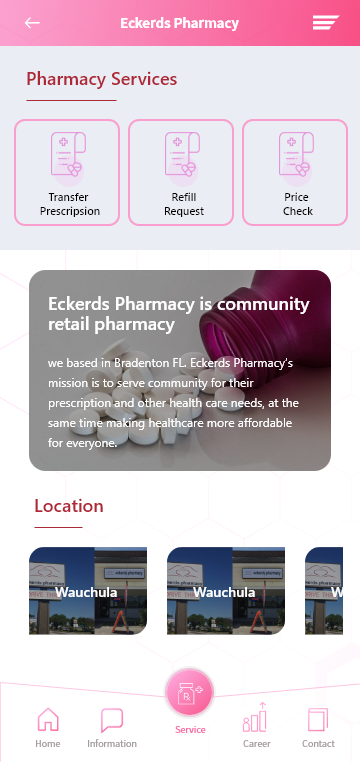 Eckerds Pharmacy
Pharmacy Services
Transfer
Prescripsion
Refill
Request
Price
Check
Eckerds Pharmacy is community
retail pharmacy
we based in Bradenton FL. Eckerds Pharmacy's
mission is to serve community for their
prescription and other health care needs, at the
same time making healthcare more affordable
for everyone.
Location
Wauchula
Wauchula
W
Home
Information
Service
Career
Contact